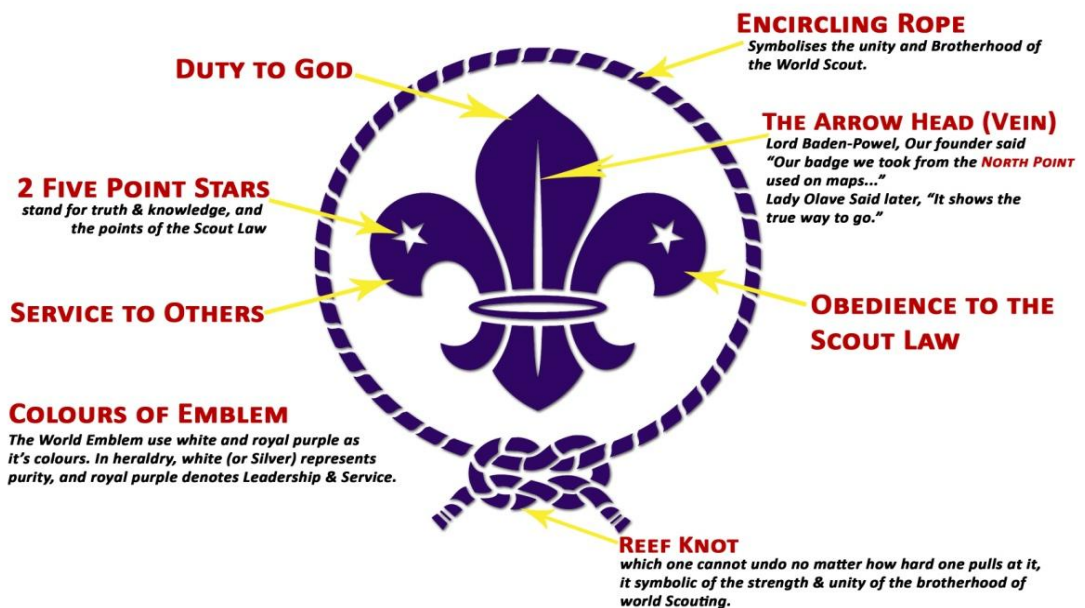 ENCIRCLING ROPE
Symbolises the unity and Brotherhood of
the World Scout.
DUTY TO GOD
THE ARROW HEAD (VEIN)
Lord Baden-Powel, Our founder said
“Our badge we took from the NORTH POINT
used on maps...”
Lady Olave Said later, “It shows the
true way to go.”
2 FIVE POINT STARS
stand for truth & knowledge, and
the points of the Scout Law
SERVICE TO OTHERS
OBEDIENCE TO THE
SCOUT LAW
COLOURS OF EMBLEM
The World Emblem use white and royal purple as
it’s colours. In heraldry, white (or Silver) represents
purity, and royal purple denotes Leadership & Service.
REEF KNOT
which one cannot undo no matter how hard one pulls at it,
it symbolic of the strength & unity of the brotherhood of
world Scouting.